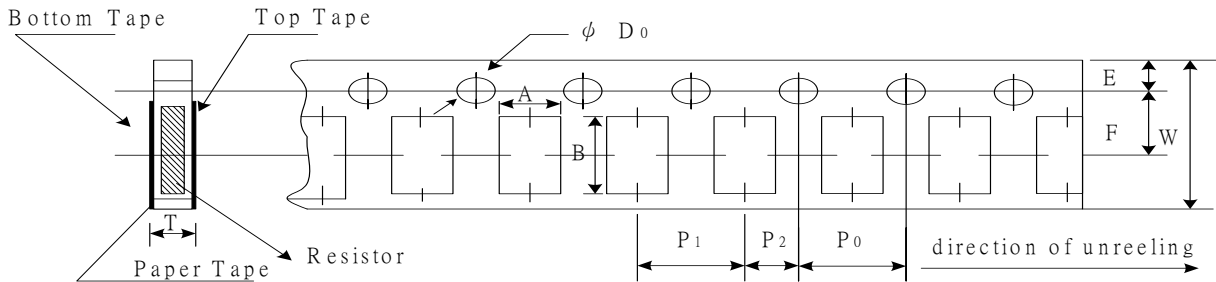 Bottom Tape
Top Tape
ϕ D0
A
E
B
F
W
T
P1
P2
P0
Resistor
direction of unreeling
Paper Tape